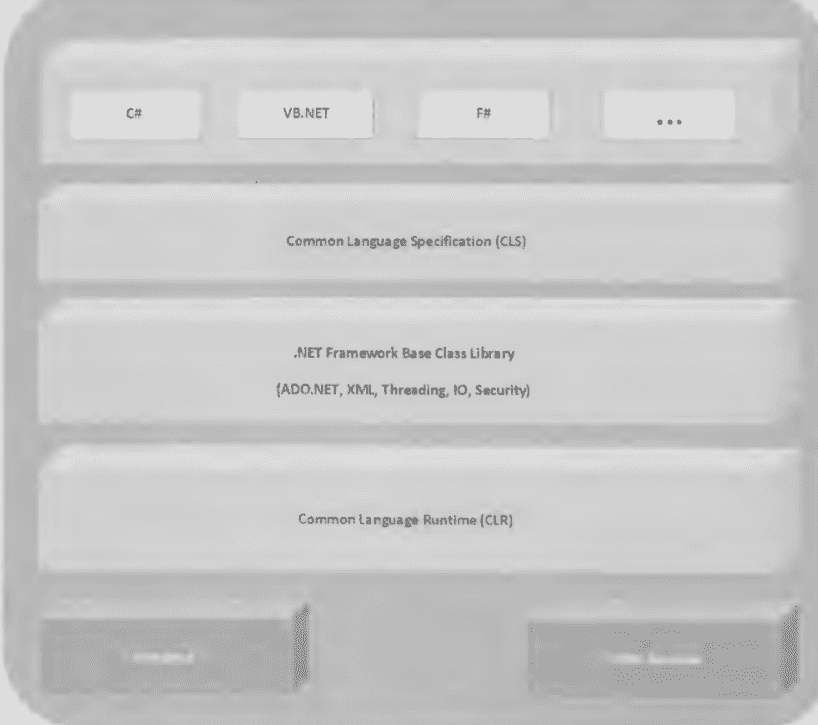 C#
VB.NET
F#
...
Common Language Specification (CLS)
.NET Framework Base Class Library
(ADO.NET, XML, Threading, IO, Security)
Common Language Runtime (CLR)